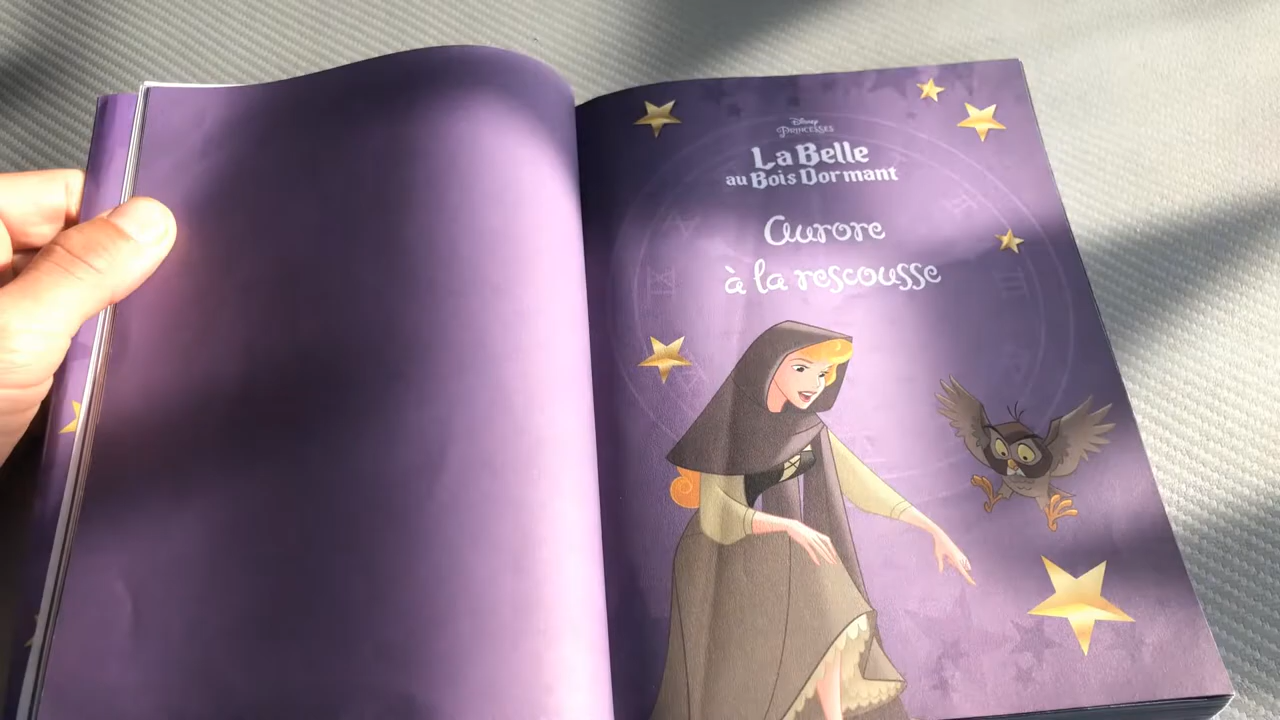 Disney
PRINCESSES
La Belle
au Bois Dormant
Aurore
à la rescousse